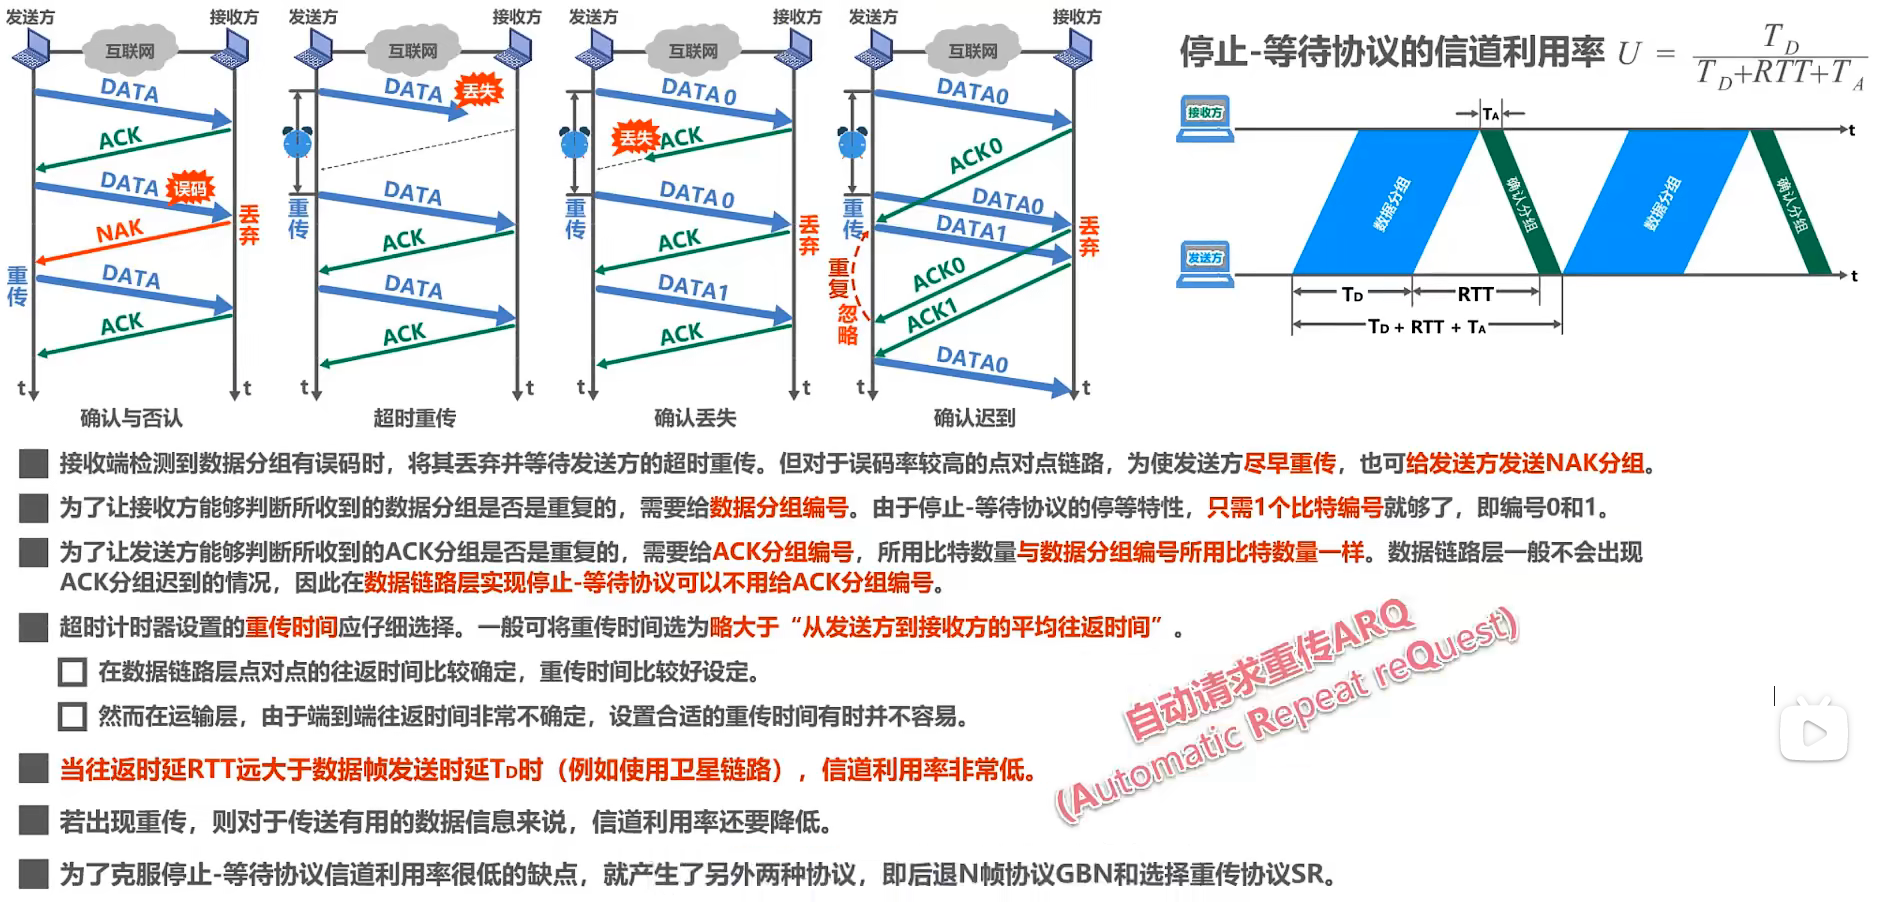 发送方 接收方
互联网
DATA
ACK
DATA 误码
丢弃
NAK
重传
DATA
ACK
t t
确认与否认
发送方 接收方
互联网
DATA 丢失
重传
DATA
ACK
DATA
ACK
t t
超时重传
发送方 接收方
互联网
DATA0
丢失 ACK
重传
DATA0
丢弃
ACK
DATA1
ACK
t t
确认丢失
发送方 接收方
互联网
DATA0
ACK0
重传
DATA0
DATA1
丢弃
重复忽略
ACK0
ACK1
DATA0
t t
确认迟到
停止-等待协议的信道利用率 U = T_D / (T_D+RTT+T_A)
接收方
TA
t
数据分组 确认分组 数据分组 确认分组
发送方
t
TD RTT
TD + RTT + TA
接收端检测到数据分组有误码时，将其丢弃并等待发送方的超时重传。但对于误码率较高的点对点链路，为使发送方尽早重传，也可给发送方发送NAK分组。
为了让接收方能够判断所收到的数据分组是否是重复的，需要给数据分组编号。由于停止-等待协议的停等特性，只需1个比特编号就够了，即编号0和1。
为了让发送方能够判断所收到的ACK分组是否是重复的，需要给ACK分组编号，所用比特数量与数据分组编号所用比特数量一样。数据链路层一般不会出现
ACK分组迟到的情况，因此在数据链路层实现停止-等待协议可以不用给ACK分组编号。
超时计时器设置的重传时间应仔细选择。一般可将重传时间选为略大于“从发送方到接收方的平均往返时间”。
在数据链路层点对点的往返时间比较确定，重传时间比较好设定。
然而在运输层，由于端到端往返时间非常不确定，设置合适的重传时间有时并不容易。
自动请求重传ARQ
(Automatic Repeat reQuest)
当往返时延RTT远大于数据帧发送时延TD时（例如使用卫星链路），信道利用率非常低。
若出现重传，则对于传送有用的数据信息来说，信道利用率还要降低。
为了克服停止-等待协议信道利用率很低的缺点，就产生了另外两种协议，即后退N帧协议GBN和选择重传协议SR。